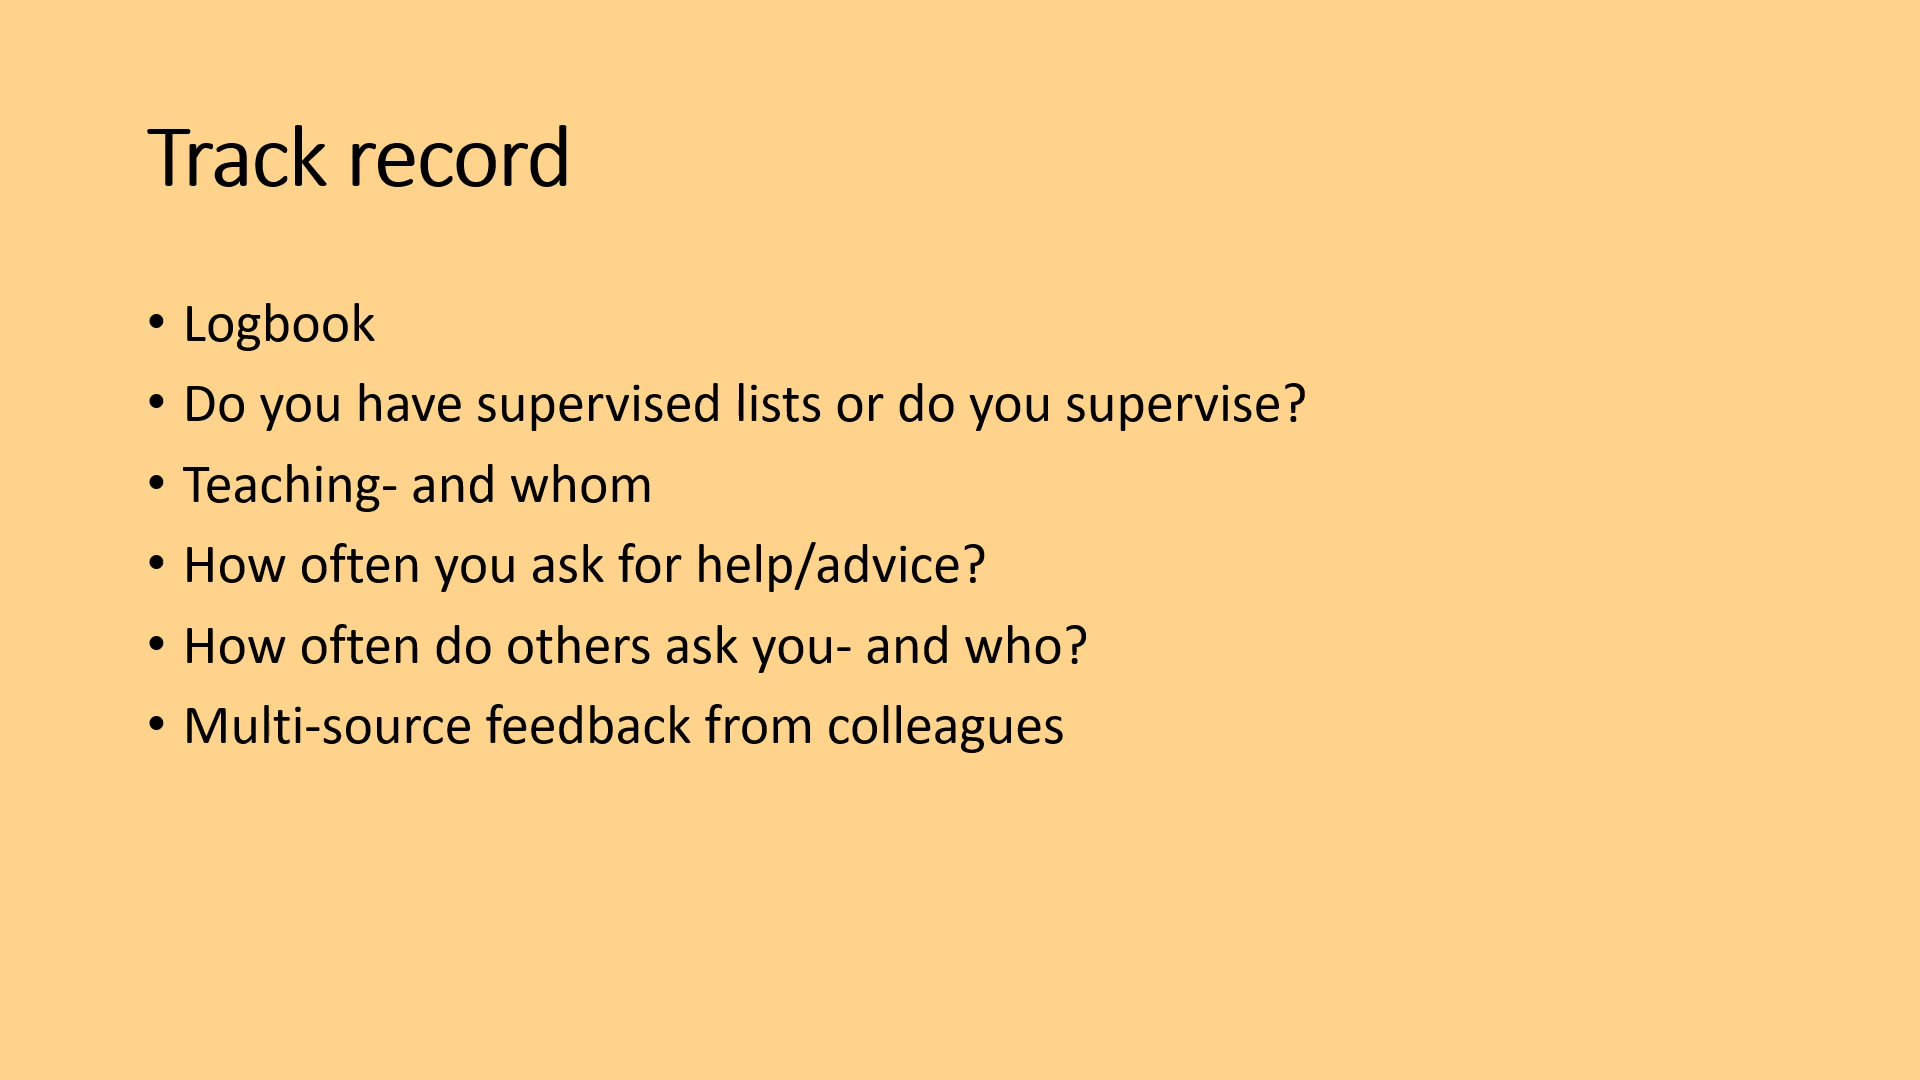 Track record
• Logbook
• Do you have supervised lists or do you supervise?
• Teaching- and whom
• How often you ask for help/advice?
• How often do others ask you- and who?
• Multi-source feedback from colleagues